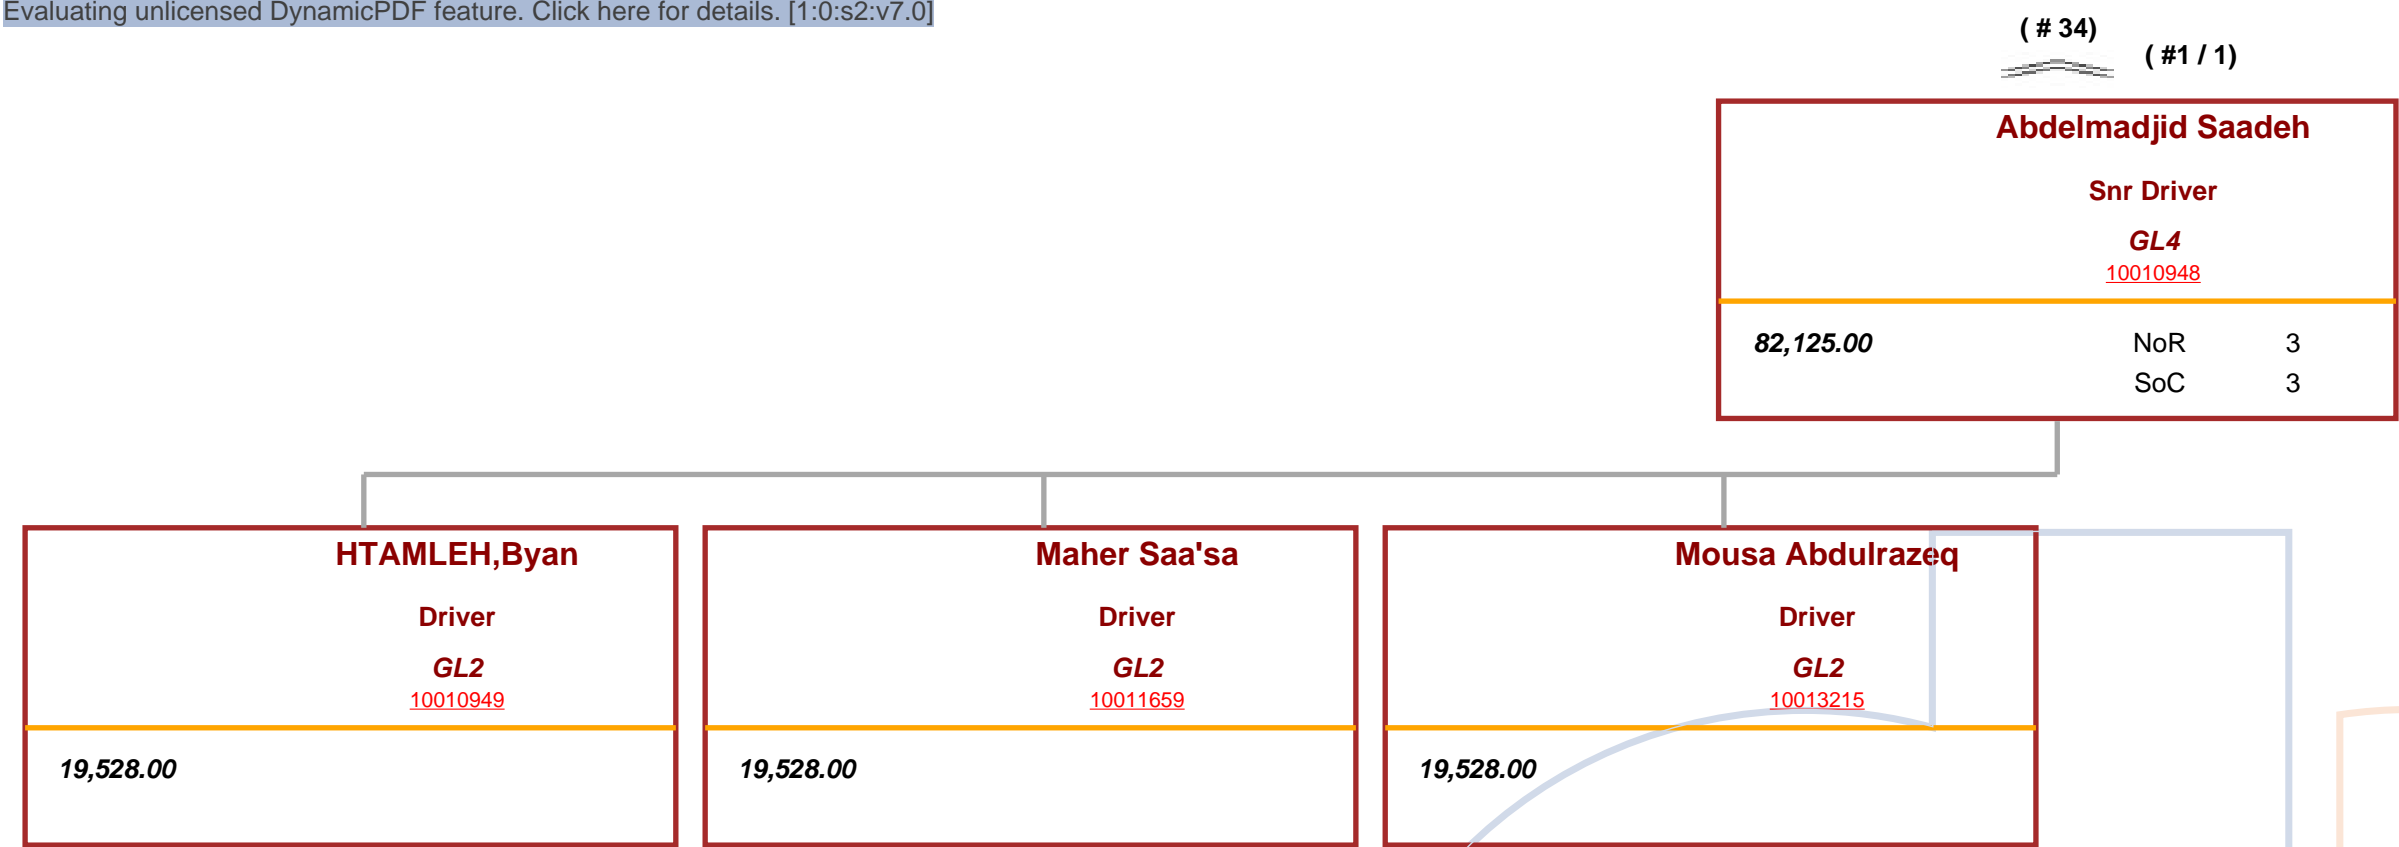 Evaluating unlicensed DynamicPDF feature. Click here for details. [1:0:s2:v7.0]
( # 34)
( #1 / 1)
Abdelmadjid Saadeh
Snr Driver
GL4
10010948
82,125.00 NoR 3
SoC 3
HTAMLEH,Byan
Driver
GL2
10010949
19,528.00
Maher Saa'sa
Driver
GL2
10011659
19,528.00
Mousa Abdulrazeq
Driver
GL2
10013215
19,528.00